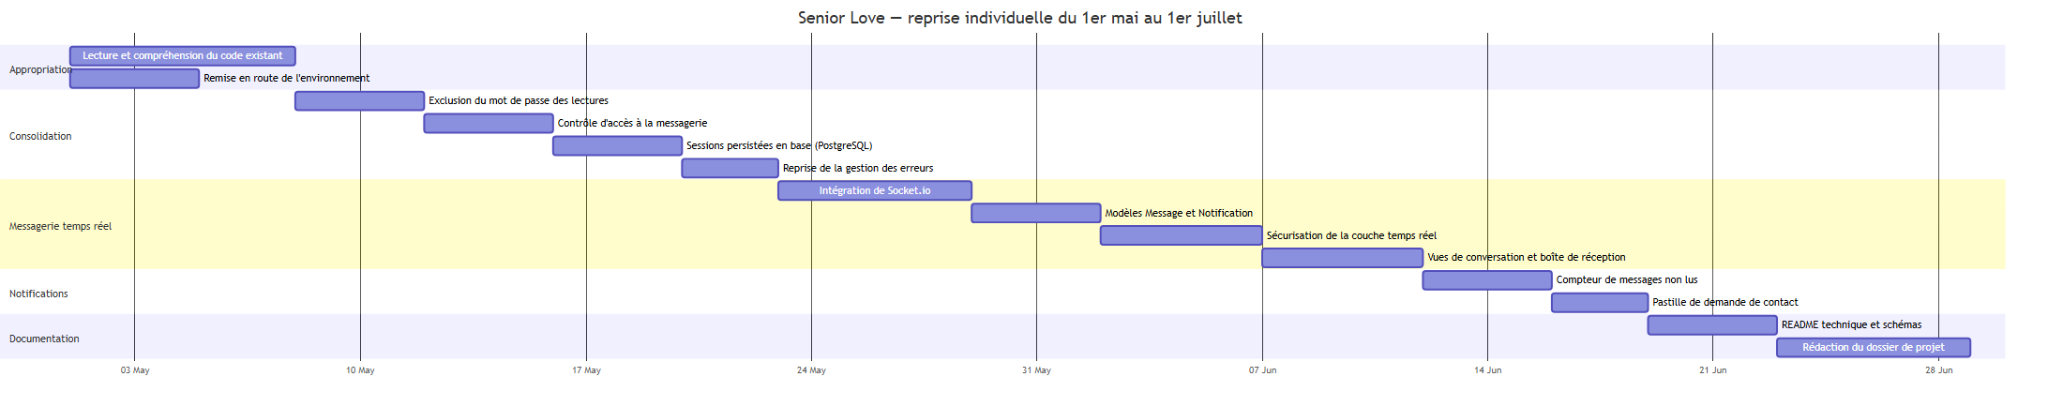 Senior Love — reprise individuelle du 1er mai au 1er juillet
Appropriation
Lecture et compréhension du code existant
Remise en route de l'environnement
Consolidation
Exclusion du mot de passe des lectures
Contrôle d'accès à la messagerie
Sessions persistées en base (PostgreSQL)
Reprise de la gestion des erreurs
Messagerie temps réel
Intégration de Socket.io
Modèles Message et Notification
Sécurisation de la couche temps réel
Vues de conversation et boîte de réception
Notifications
Compteur de messages non lus
Pastille de demande de contact
Documentation
README technique et schémas
Rédaction du dossier de projet
03 May
10 May
17 May
24 May
31 May
07 Jun
14 Jun
21 Jun
28 Jun